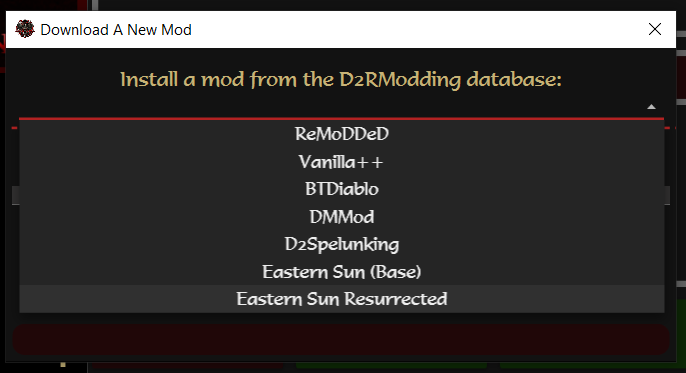 Download A New Mod
Install a mod from the D2RModding database:
ReMoDDeD
Vanilla++
BTDiablo
DMMod
D2Spelunking
Eastern Sun (Base)
Eastern Sun Resurrected